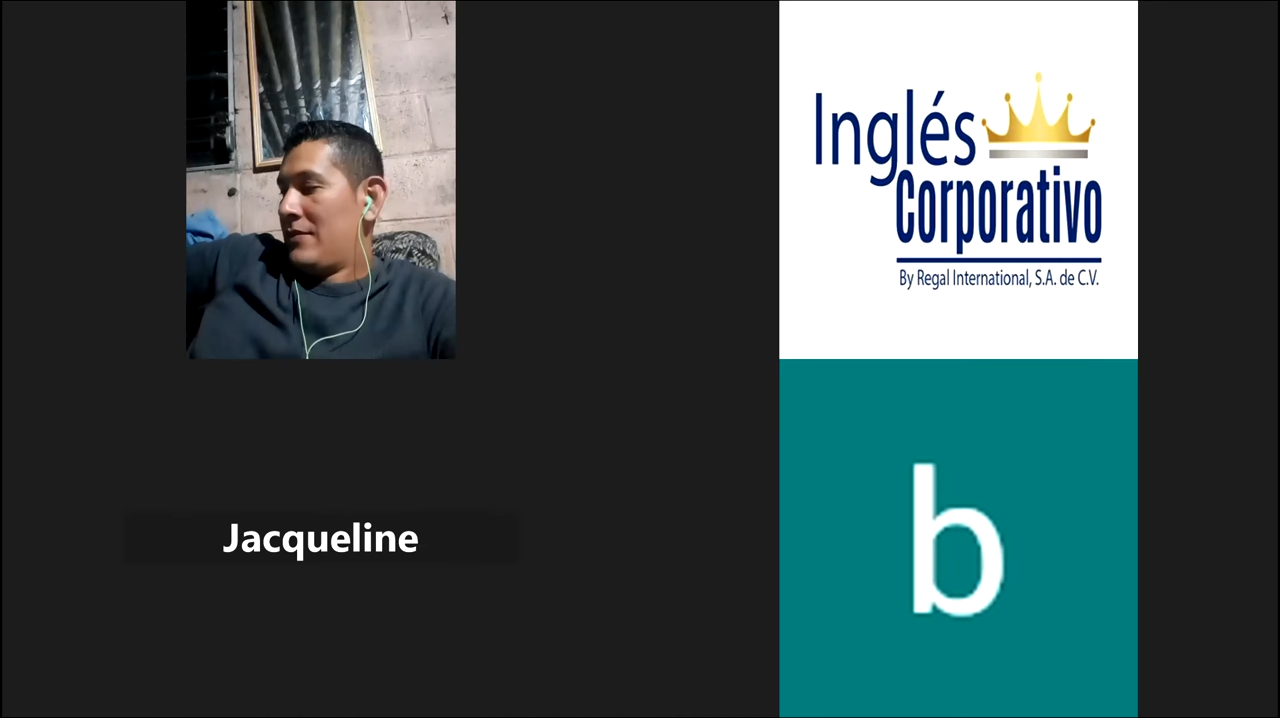 Inglés
Corporativo
By Regal International, S.A. de C.V.
Jacqueline
b